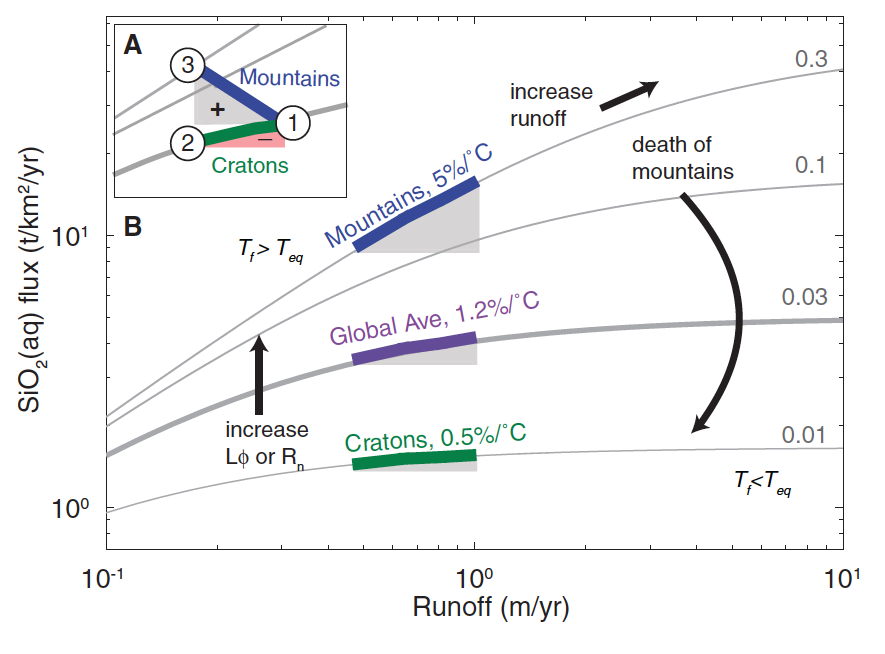 A
3
Mountains
+
1
2
−
Cratons
B
increase
runoff
0.3
death of
mountains
0.1
Mountains, 5%/˚C
T_f > T_eq
0.03
Global Ave, 1.2%/˚C
increase
Lϕ or R_n
Cratons, 0.5%/˚C
0.01
T_f<T_eq
SiO₂(aq) flux (t/km²/yr)
10¹
10⁰
10⁻¹
10⁰
10¹
Runoff (m/yr)